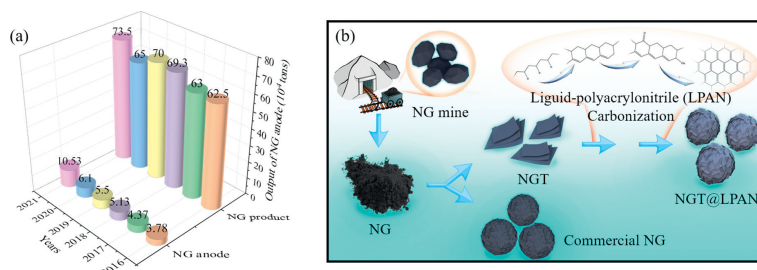 (a)
73.5
65
70
69.3
63
62.5
10.53
6.1
5.5
5.13
4.37
3.78
80
70
60
50
40
30
20
10
0
Output of NG anode (10⁴ tons)
2021
2020
2019
2018
2017
2016
Years
NG product
NG anode
(b)
NG mine
Liguid-polyacrylonitrile (LPAN)
Carbonization
NGT
NGT@LPAN
NG
Commercial NG